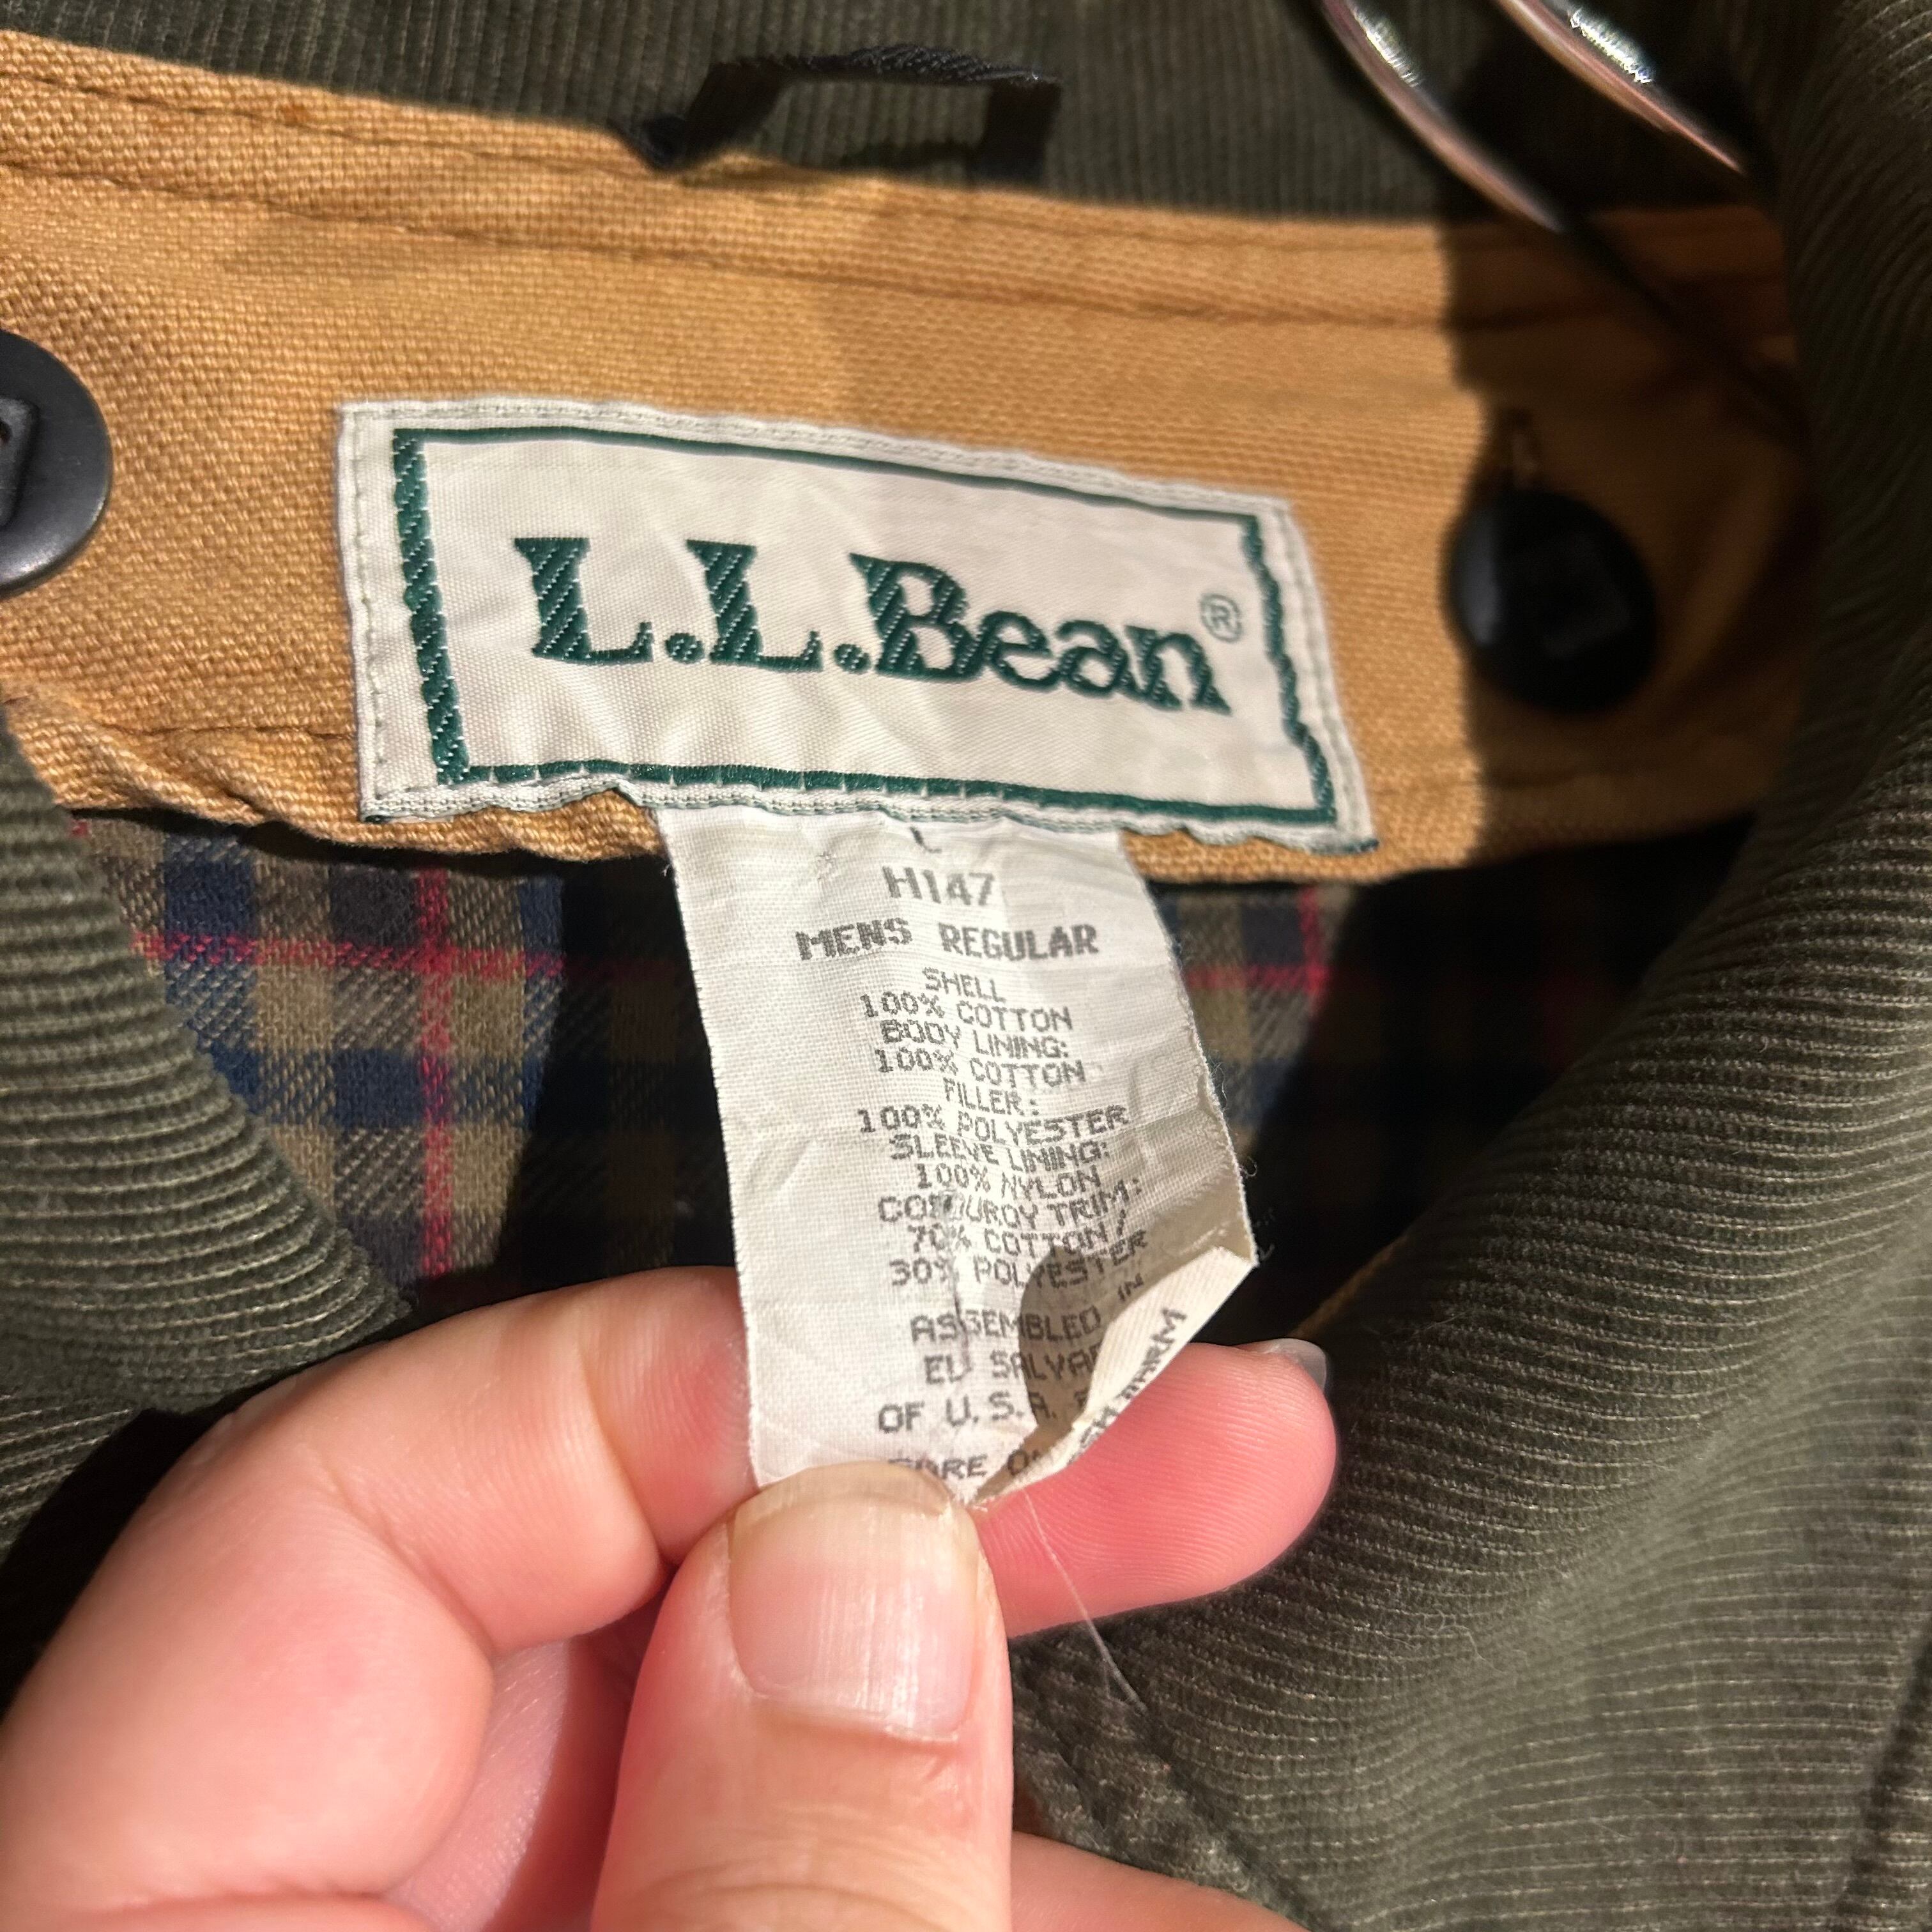 L.L.Bean®
L
H147
MENS REGULAR
SHELL
100% COTTON
BODY LINING:
100% COTTON
FILLER:
100% POLYESTER
SLEEVE LINING:
100% NYLON
CORDUROY TRIM:
70% COTTON/
30% POLYESTER
ASSEMBLED IN
EL
OF U.S.A.
WARM